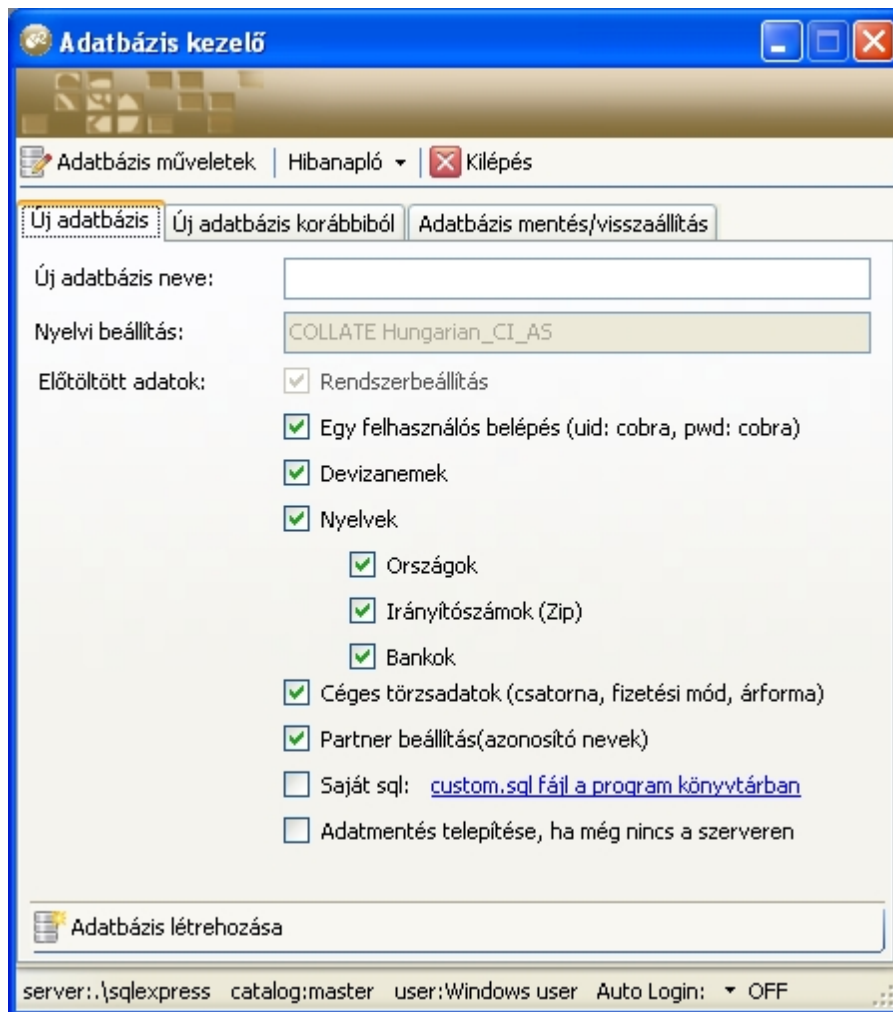 Adatbázis kezelő
Adatbázis műveletek Hibanapló Kilépés
Új adatbázis Új adatbázis korábbiból Adatbázis mentés/visszaállítás
Új adatbázis neve:
Nyelvi beállítás: COLLATE Hungarian_CI_AS
Előtöltött adatok: Rendszerbeállítás
Egy felhasználós belépés (uid: cobra, pwd: cobra)
Devizanemek
Nyelvek
Országok
Irányítószámok (Zip)
Bankok
Céges törzsadatok (csatorna, fizetési mód, árforma)
Partner beállítás(azonosító nevek)
Saját sql: custom.sql fájl a program könyvtárban
Adatmentés telepítése, ha még nincs a szerveren
Adatbázis létrehozása
server:.\sqlexpress catalog:master user:Windows user Auto Login: OFF